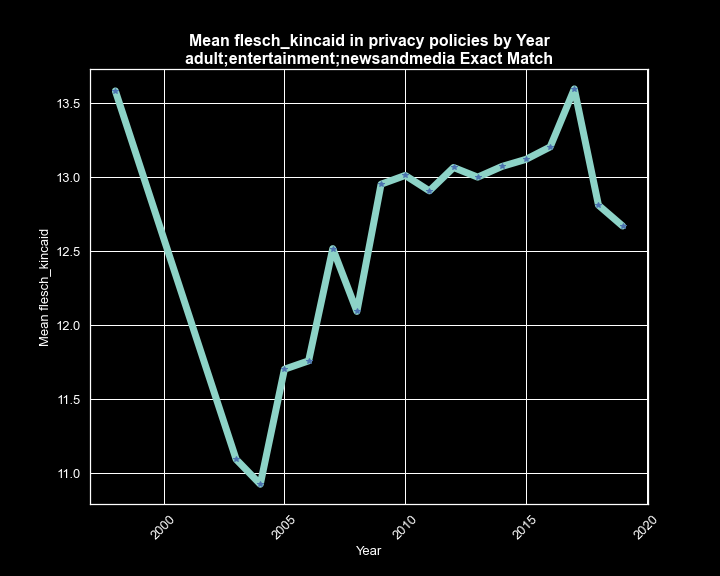 Mean flesch_kincaid in privacy policies by Year
adult;entertainment;newsandmedia Exact Match
13.5
13.0
12.5
12.0
11.5
11.0
Mean flesch_kincaid
2000
2005
2010
2015
2020
Year